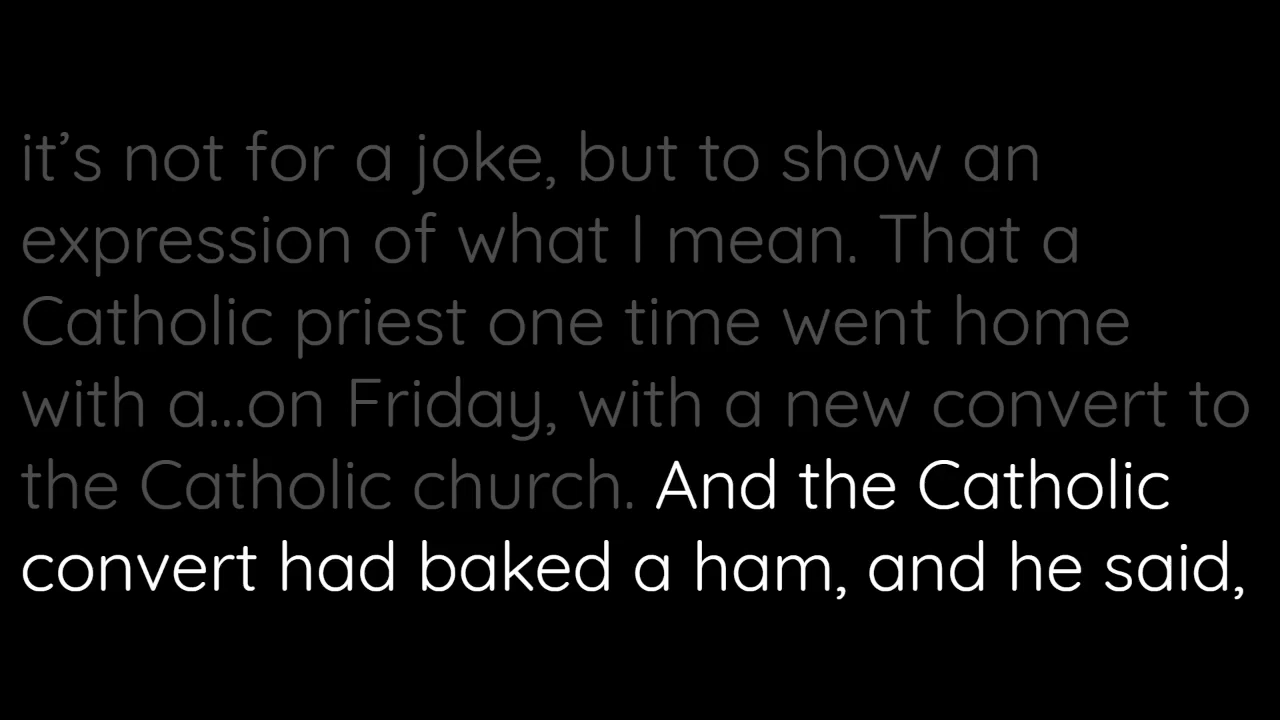 it’s not for a joke, but to show an
expression of what I mean. That a
Catholic priest one time went home
with a...on Friday, with a new convert to
the Catholic church. And the Catholic
convert had baked a ham, and he said,